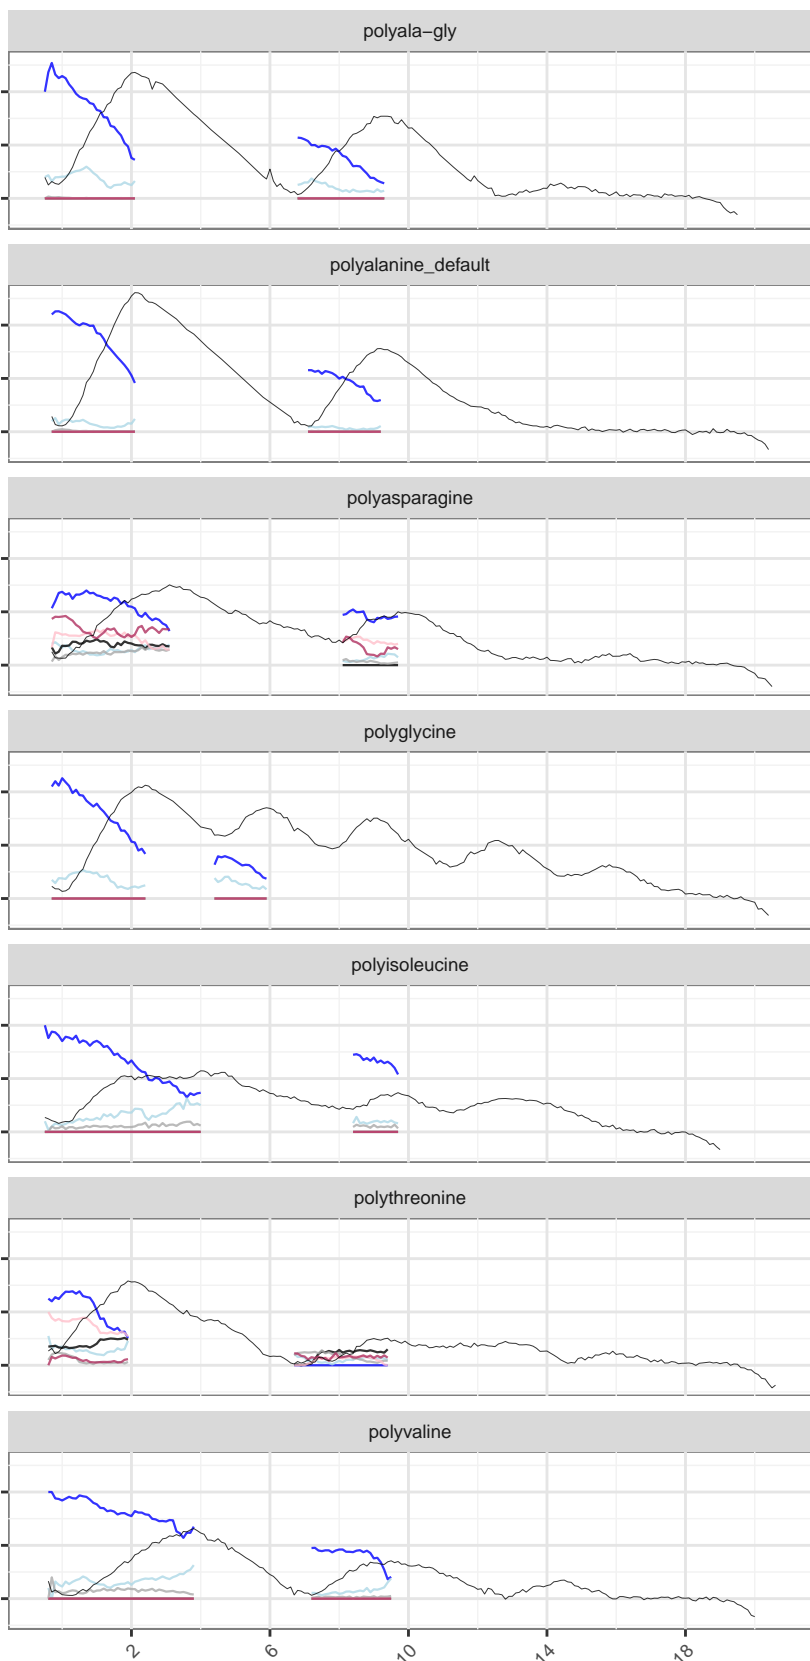 polyala−gly
polyalanine_default
polyasparagine
polyglycine
polyisoleucine
polythreonine
polyvaline
2 6 10 14 18